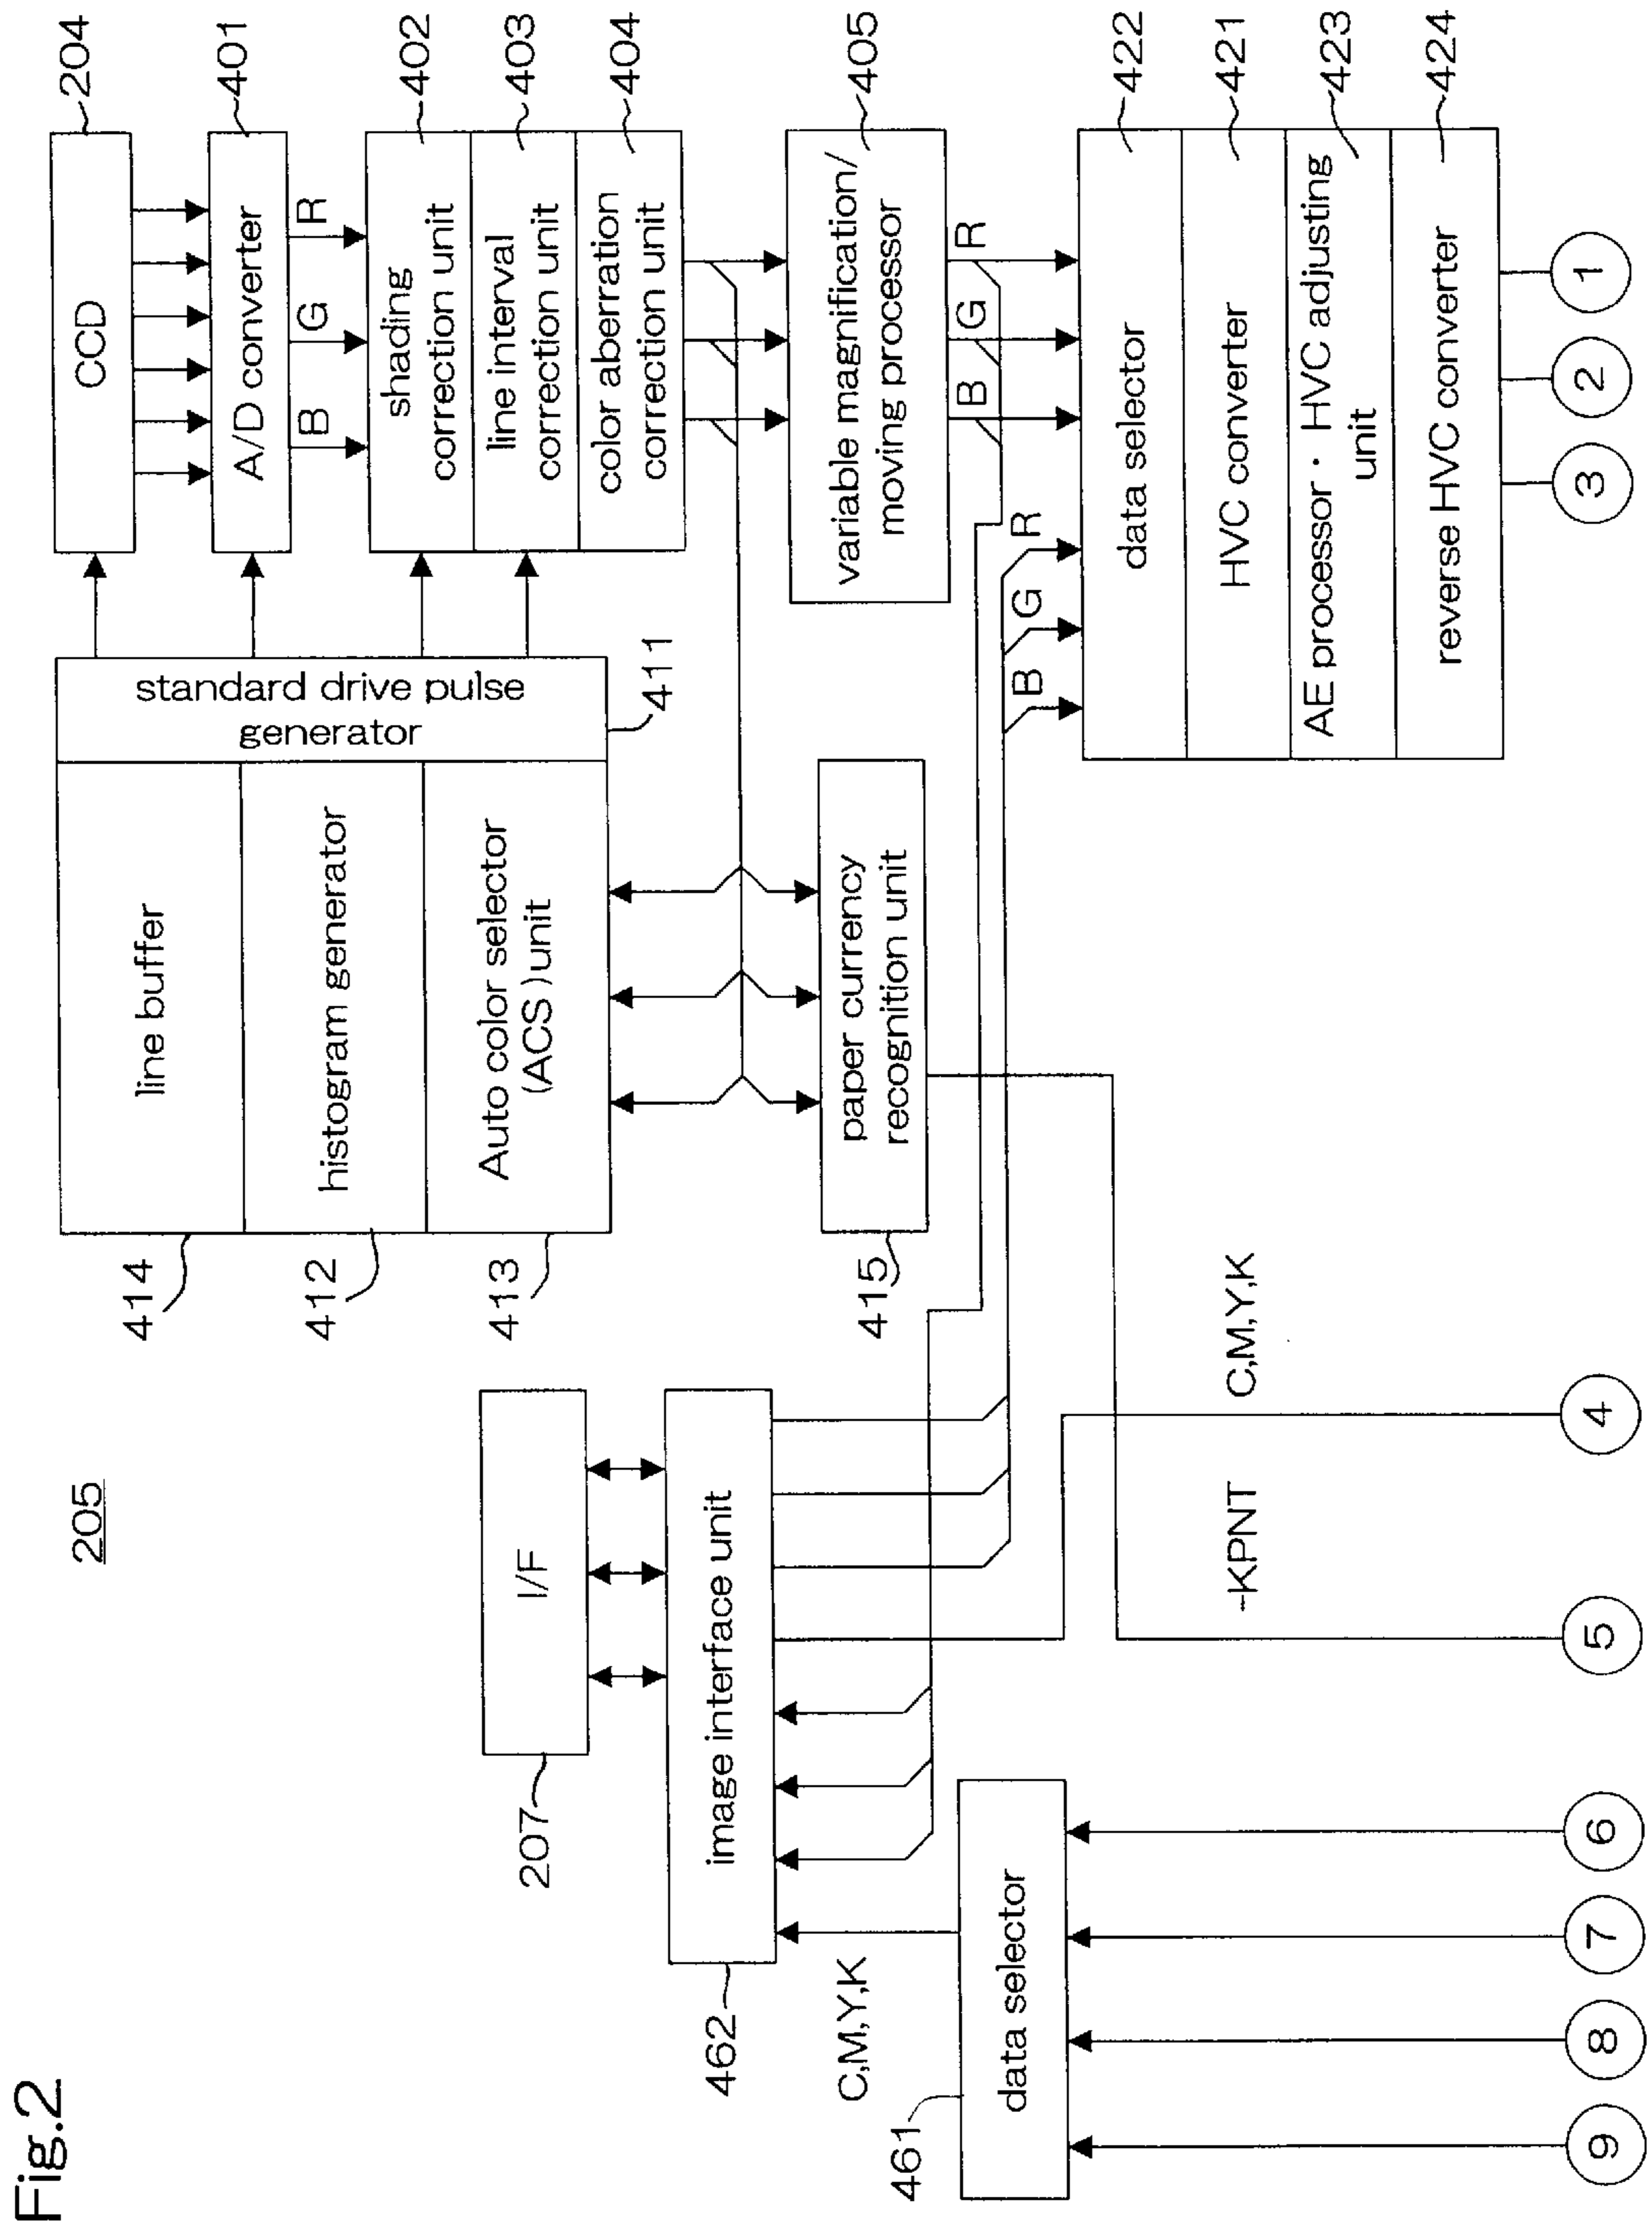 Fig.2
205
CCD
204
A/D converter
401
R
G
B
shading
correction unit
402
line interval
correction unit
403
color aberration
correction unit
404
standard drive pulse
generator
411
line buffer
414
histogram generator
412
Auto color selector
(ACS)unit
413
variable magnification/
moving processor
405
R
G
B
paper currency
recognition unit
415
I/F
207
image interface unit
462
R
G
B
data selector
422
HVC converter
421
AE processor・HVC adjusting
unit
423
reverse HVC converter
424
C,M,Y,K
data selector
461
C,M,Y,K
-KPNT
1
2
3
4
5
6
7
8
9